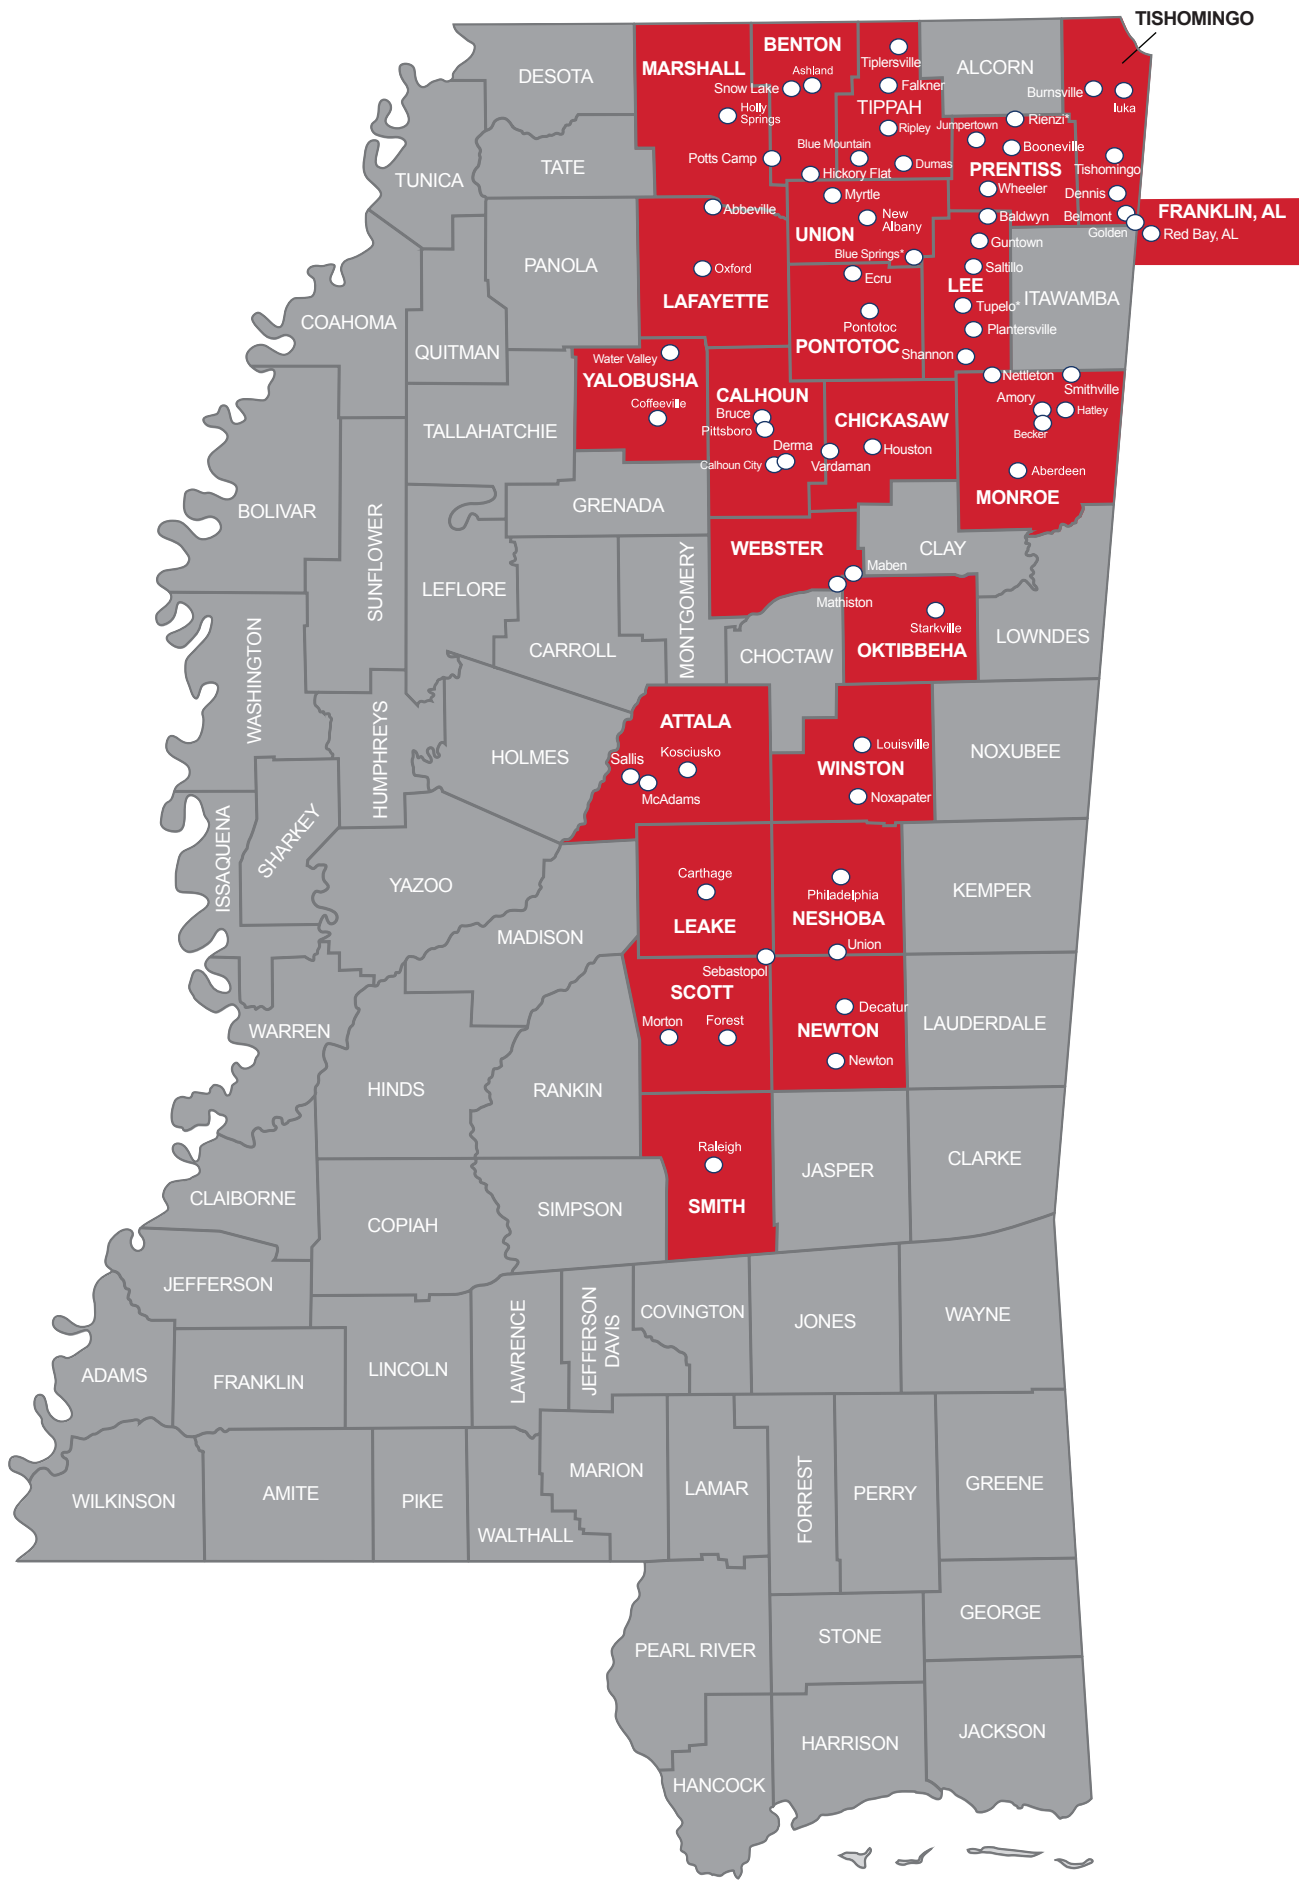 TISHOMINGO
BENTON
MARSHALL
DESOTA
ALCORN
Tiplersville
Ashland
Snow Lake
Falkner
Burnsville
Iuka
TIPPAH
Holly
Springs
Ripley
Jumpertown
Rienzi*
Blue Mountain
Booneville
Potts Camp
Dumas
Tishomingo
PRENTISS
TATE
TUNICA
Hickory Flat
Wheeler
Dennis
Myrtle
Abbeville
New
Albany
Baldwyn
Belmont
FRANKLIN, AL
Golden
Red Bay, AL
UNION
Guntown
Blue Springs*
PANOLA
Oxford
Saltillo
Ecru
LEE
LAFAYETTE
ITAWAMBA
Tupelo*
Pontotoc
COAHOMA
Plantersville
PONTOTOC
QUITMAN
Water Valley
Shannon
YALOBUSHA
Nettleton
Smithville
CALHOUN
Coffeeville
Amory
Hatley
Bruce
CHICKASAW
Pittsboro
Becker
TALLAHATCHIE
Derma
Houston
Calhoun City
Vardaman
Aberdeen
MONROE
GRENADA
BOLIVAR
SUNFLOWER
WEBSTER
CLAY
Maben
LEFLORE
Mathiston
MONTGOMERY
Starkville
LOWNDES
CARROLL
CHOCTAW
OKTIBBEHA
WASHINGTON
ATTALA
HUMPHREYS
Kosciusko
Louisville
NOXUBEE
HOLMES
Sallis
WINSTON
McAdams
Noxapater
SHARKEY
ISSAQUENA
YAZOO
Carthage
Philadelphia
KEMPER
LEAKE
NESHOBA
MADISON
Union
Sebastopol
SCOTT
Decatur
Morton
Forest
NEWTON
LAUDERDALE
WARREN
Newton
HINDS
RANKIN
Raleigh
JASPER
CLARKE
CLAIBORNE
SMITH
SIMPSON
COPIAH
JEFFERSON
COVINGTON
JONES
WAYNE
LAWRENCE
JEFFERSON
DAVIS
ADAMS
FRANKLIN
LINCOLN
MARION
LAMAR
FORREST
PERRY
GREENE
WILKINSON
AMITE
PIKE
WALTHALL
GEORGE
STONE
PEARL RIVER
HARRISON
JACKSON
HANCOCK